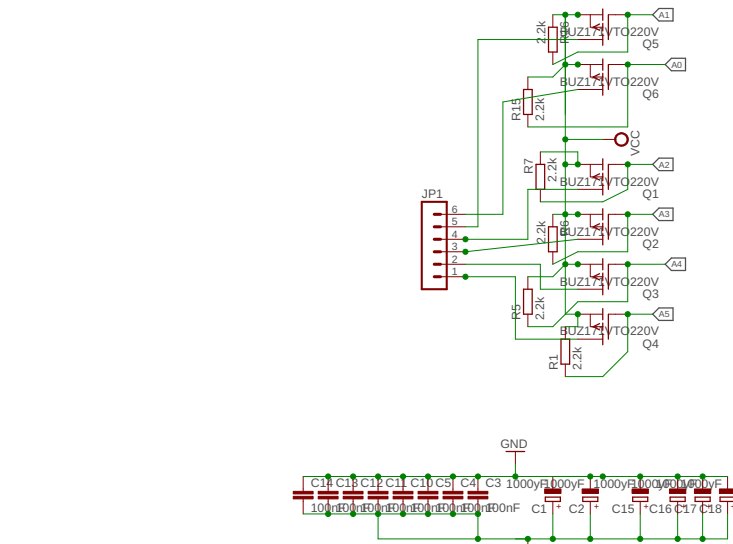 A1
2.2k
BUZ171VTO220V
Q5
A0
BUZ171VTO220V
Q6
R15
2.2k
VCC
A2
R7
2.2k
BUZ171VTO220V
Q1
JP1
6
5
4
3
2
1
A3
2.2k
BUZ171VTO220V
Q2
A4
BUZ171VTO220V
Q3
R5
2.2k
A5
BUZ171VTO220V
Q4
R1
2.2k
GND
C14 C13 C12 C11 C10 C5 C4 C3
1000yF 1000yF 1000yF
100nF
C1 C2 C15 C16 C17 C18